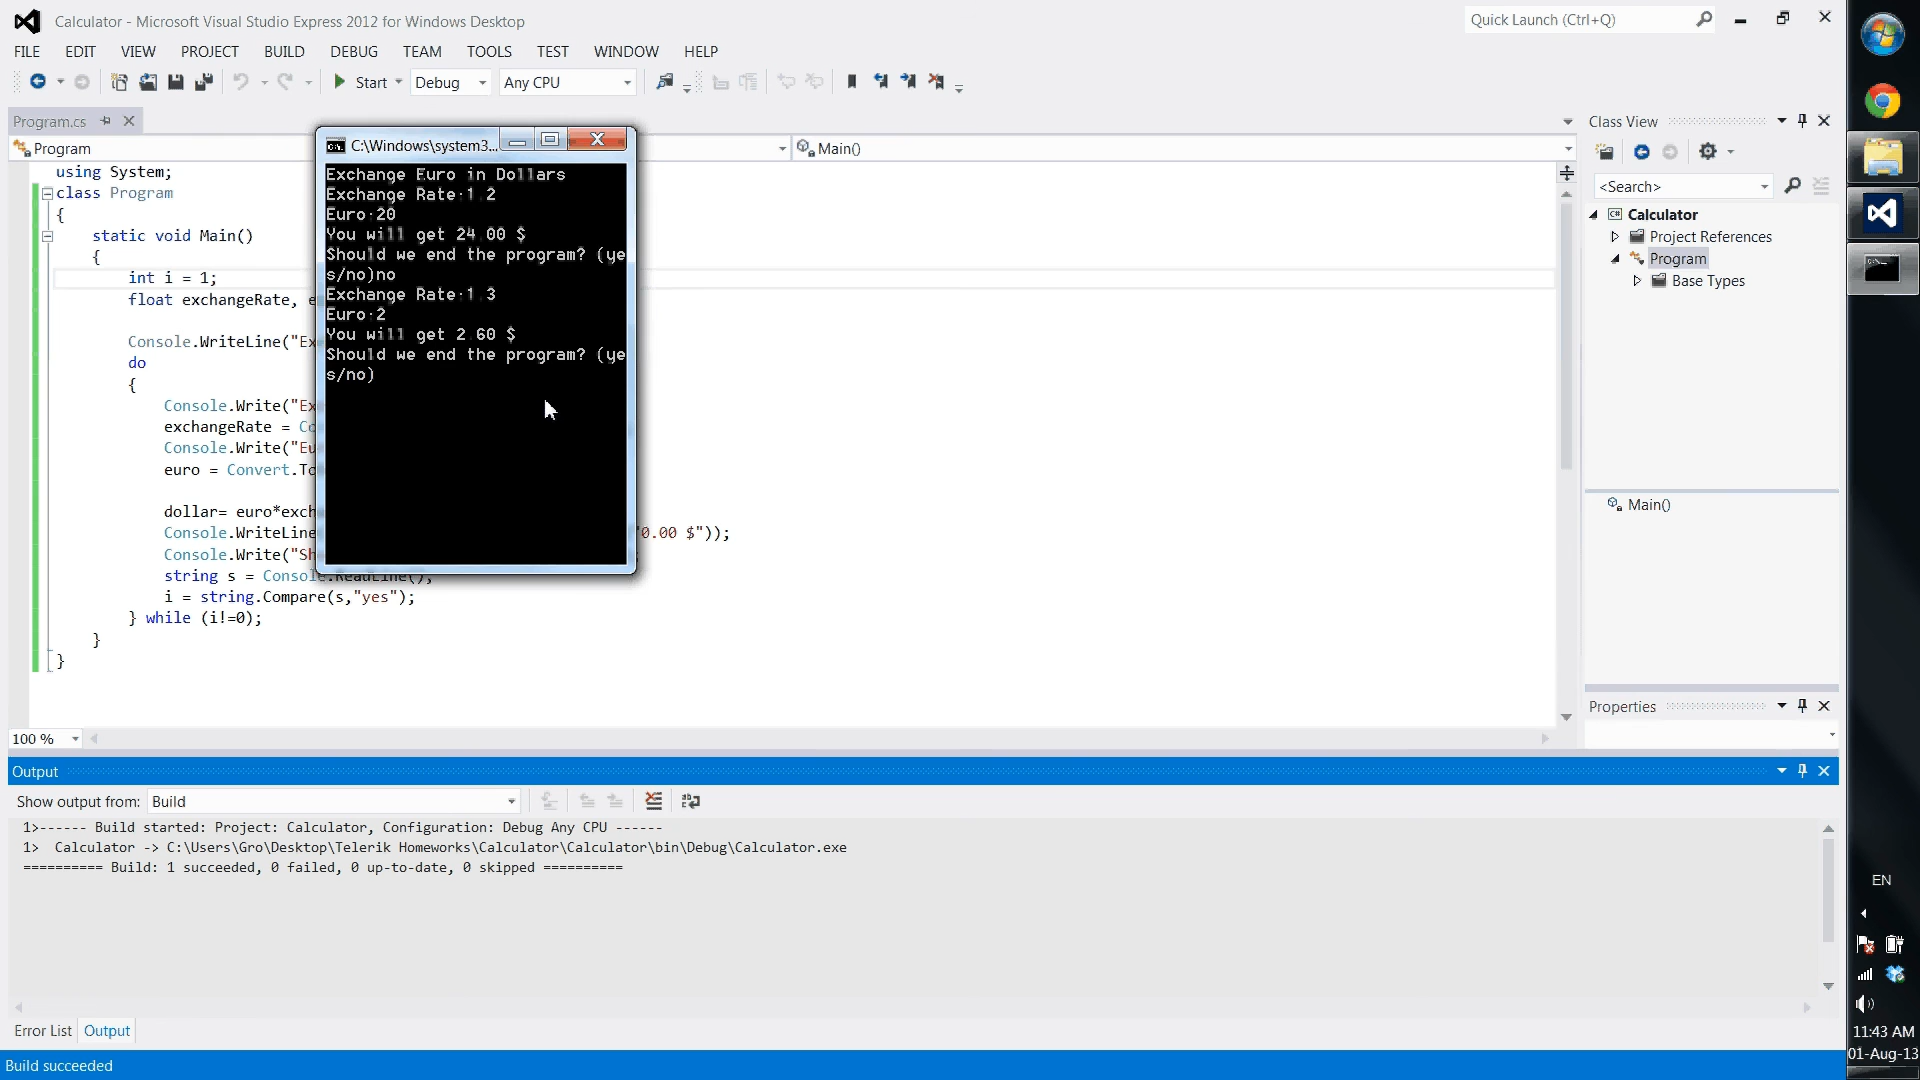 Calculator - Microsoft Visual Studio Express 2012 for Windows Desktop
Quick Launch (Ctrl+Q)
FILE EDIT VIEW PROJECT BUILD DEBUG TEAM TOOLS TEST WINDOW HELP
Start Debug Any CPU
Program.cs
Program
Main()
using System;
class Program
{
static void Main()
{
int i = 1;
float exchangeRate,
Console.WriteLine("Ex
do
{
Console.Write("Ex
exchangeRate =
Console.Write("Eu
euro = Convert.To
dollar= euro*exch
Console.WriteLine
0.00 $"));
Console.Write("Sh
string s = Console.ReadLine();
i = string.Compare(s,"yes");
} while (i!=0);
}
}
C:\Windows\system3...
Exchange Euro in Dollars
Exchange Rate:1.2
Euro:20
You will get 24.00 $
Should we end the program? (ye
s/no)no
Exchange Rate:1.3
Euro:2
You will get 2.60 $
Should we end the program? (ye
s/no)
Class View
<Search>
Calculator
Project References
Program
Base Types
Main()
Properties
100 %
Output
Show output from: Build
1>------ Build started: Project: Calculator, Configuration: Debug Any CPU ------
1>  Calculator -> C:\Users\Gro\Desktop\Telerik Homeworks\Calculator\Calculator\bin\Debug\Calculator.exe
========== Build: 1 succeeded, 0 failed, 0 up-to-date, 0 skipped ==========
Error List Output
Build succeeded
EN
11:43 AM
01-Aug-13